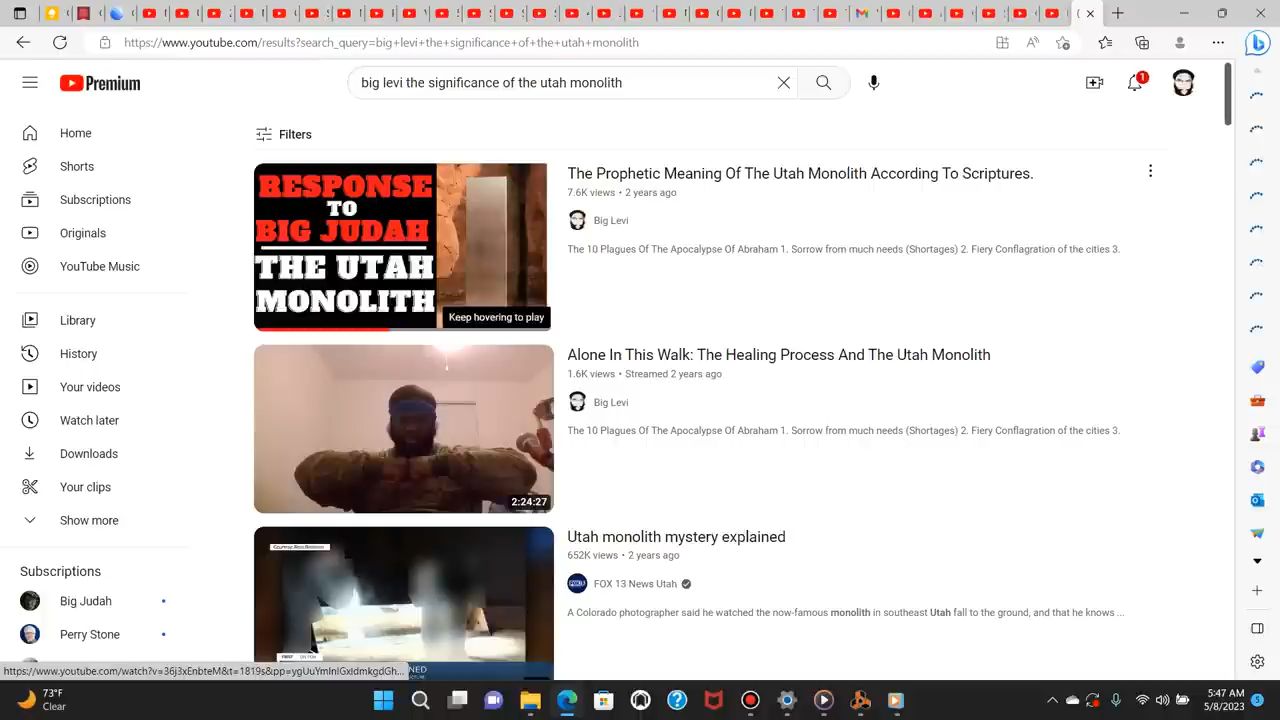 https://www.youtube.com/results?search_query=big+levi+the+significance+of+the+utah+monolith
Premium
big levi the significance of the utah monolith
1
Home
Shorts
Subscriptions
Originals
YouTube Music
Library
History
Your videos
Watch later
Downloads
Your clips
Show more
Subscriptions
Big Judah
Perry Stone
Filters
RESPONSE
TO
BIG JUDAH
THE UTAH
MONOLITH
Keep hovering to play
The Prophetic Meaning Of The Utah Monolith According To Scriptures.
7.6K views • 2 years ago
Big Levi
The 10 Plagues Of The Apocalypse Of Abraham 1. Sorrow from much needs (Shortages) 2. Fiery Conflagration of the cities 3.
2:24:27
Alone In This Walk: The Healing Process And The Utah Monolith
1.6K views • Streamed 2 years ago
Big Levi
The 10 Plagues Of The Apocalypse Of Abraham 1. Sorrow from much needs (Shortages) 2. Fiery Conflagration of the cities 3.
Utah monolith mystery explained
652K views • 2 years ago
FOX 13 News Utah
A Colorado photographer said he watched the now-famous monolith in southeast Utah fall to the ground, and that he knows ...
73°F
Clear
5:47 AM
5/8/2023